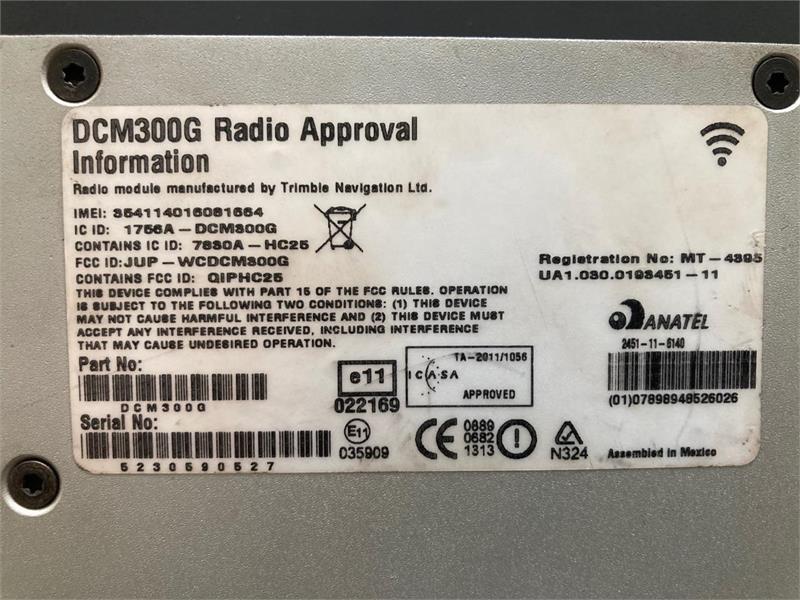 DCM300G Radio Approval
Information
Radio module manufactured by Trimble Navigation Ltd.
IMEI: 354114016081664
IC ID: 1756A-DCM300G
CONTAINS IC ID: 7830A-HC25
FCC ID:JUP-WCDCM300G
CONTAINS FCC ID: QIPHC25
THIS DEVICE COMPLIES WITH PART 15 OF THE FCC RULES. OPERATION
IS SUBJECT TO THE FOLLOWING TWO CONDITIONS: (1) THIS DEVICE
MAY NOT CAUSE HARMFUL INTERFERENCE AND (2) THIS DEVICE MUST
ACCEPT ANY INTERFERENCE RECEIVED, INCLUDING INTERFERENCE
THAT MAY CAUSE UNDESIRED OPERATION.
Registration No: MT-4395
UA1.030.0193451-11
ANATEL
2451-11-6140
(01)07898948526026
Part No:
DCM300G
Serial No:
5230590527
e11
022169
E11
035909
TA-2011/1056
ICASA
APPROVED
CE
0889
0682
1313
N324
Assembled in Mexico